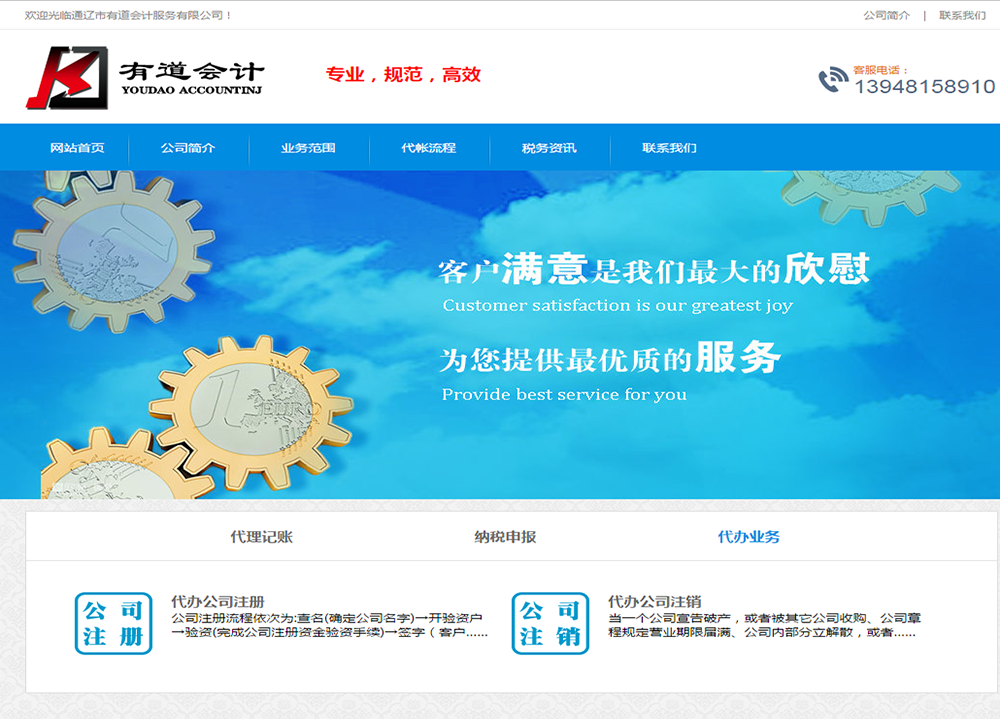 欢迎光临通辽市有道会计服务有限公司！
公司简介 | 联系我们
有道会计
YOUDAO ACCOUNTINJ
专业，规范，高效
客服电话：
13948158910
网站首页 公司简介 业务范围 代帐流程 税务资讯 联系我们
客户满意是我们最大的欣慰
Customer satisfaction is our greatest joy
为您提供最优质的服务
Provide best service for you
EURO
代理记账 纳税申报 代办业务
公司
注册
代办公司注册
公司注册流程依次为:查名(确定公司名字)→开验资户
→验资(完成公司注册资金验资手续)→签字（客户......
公司
注销
代办公司注销
当一个公司宣告破产，或者被其它公司收购、公司章
程规定营业期限届满、公司内部分立解散，或者......